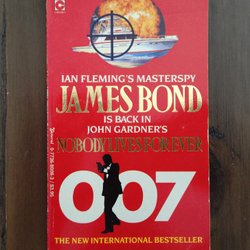 IAN FLEMING'S MASTERSPY
JAMES BOND
IS BACK IN
JOHN GARDNER'S
NOBODY LIVES FOREVER
007
THE NEW INTERNATIONAL BESTSELLER